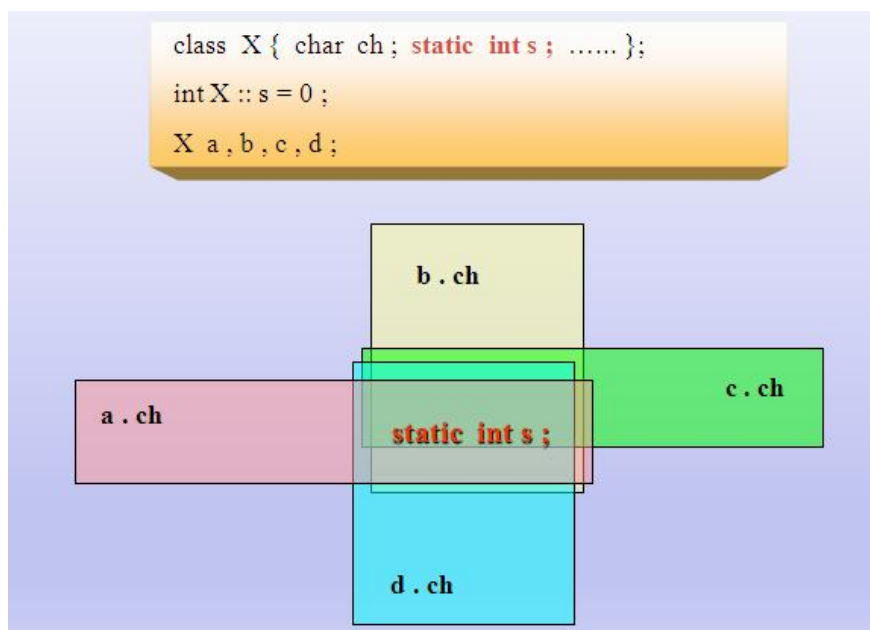 class X { char ch ; static int s ; ...... };
int X :: s = 0 ;
X a , b , c , d ;
b . ch
c . ch
a . ch
static int s ;
d . ch